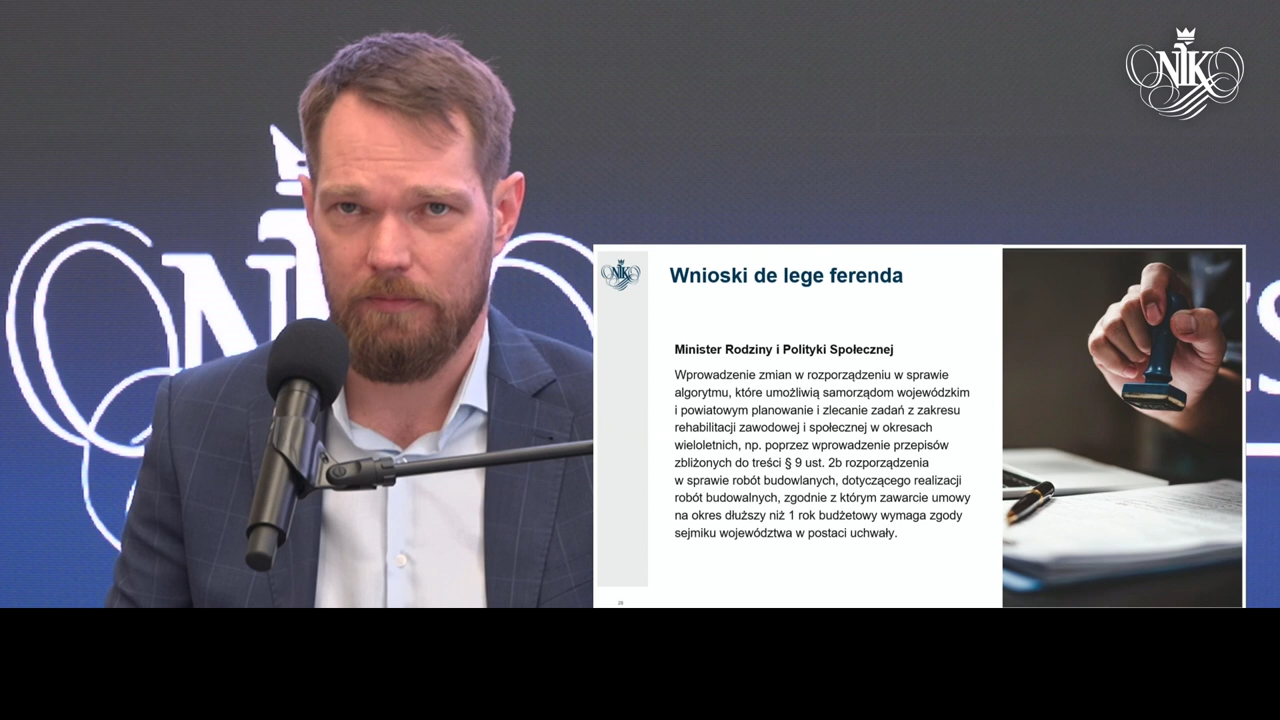 NIK
NI
NIK
Wnioski de lege ferenda
Minister Rodziny i Polityki Społecznej
Wprowadzenie zmian w rozporządzeniu w sprawie
algorytmu, które umożliwią samorządom wojewódzkim
i powiatowym planowanie i zlecanie zadań z zakresu
rehabilitacji zawodowej i społecznej w okresach
wieloletnich, np. poprzez wprowadzenie przepisów
zbliżonych do treści § 9 ust. 2b rozporządzenia
w sprawie robót budowlanych, dotyczącego realizacji
robót budowalnych, zgodnie z którym zawarcie umowy
na okres dłuższy niż 1 rok budżetowy wymaga zgody
sejmiku województwa w postaci uchwały.
28